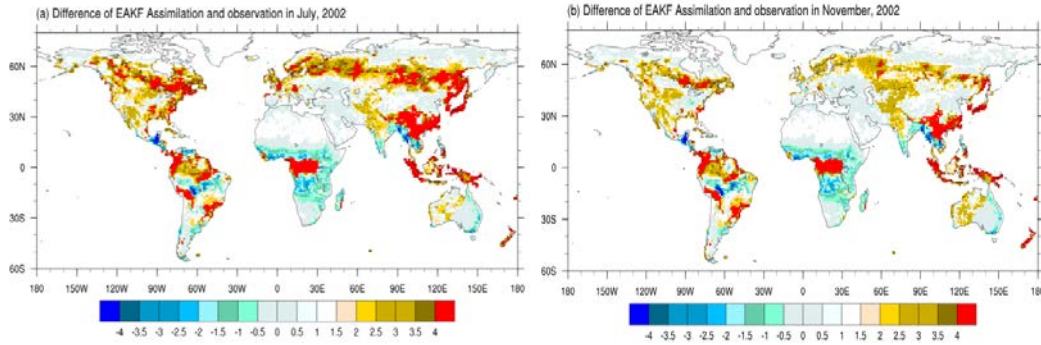 (a) Difference of EAKF Assimilation and observation in July, 2002
60N
30N
0
30S
60S
180 150W 120W 90W 60W 30W 0 30E 60E 90E 120E 150E 180
-4 -3.5 -3 -2.5 -2 -1.5 -1 -0.5 0 0.5 1 1.5 2 2.5 3 3.5 4
(b) Difference of EAKF Assimilation and observation in November, 2002
60N
30N
0
30S
60S
180 150W 120W 90W 60W 30W 0 30E 60E 90E 120E 150E 180
-4 -3.5 -3 -2.5 -2 -1.5 -1 -0.5 0 0.5 1 1.5 2 2.5 3 3.5 4